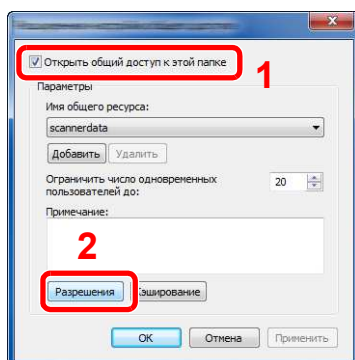 Открыть общий доступ к этой папке
1
Параметры
Имя общего ресурса:
scannerdata
Добавить Удалить
Ограничить число одновременных 20
пользователей до:
Примечание:
2
Разрешения Кэширование
ОК Отмена Применить